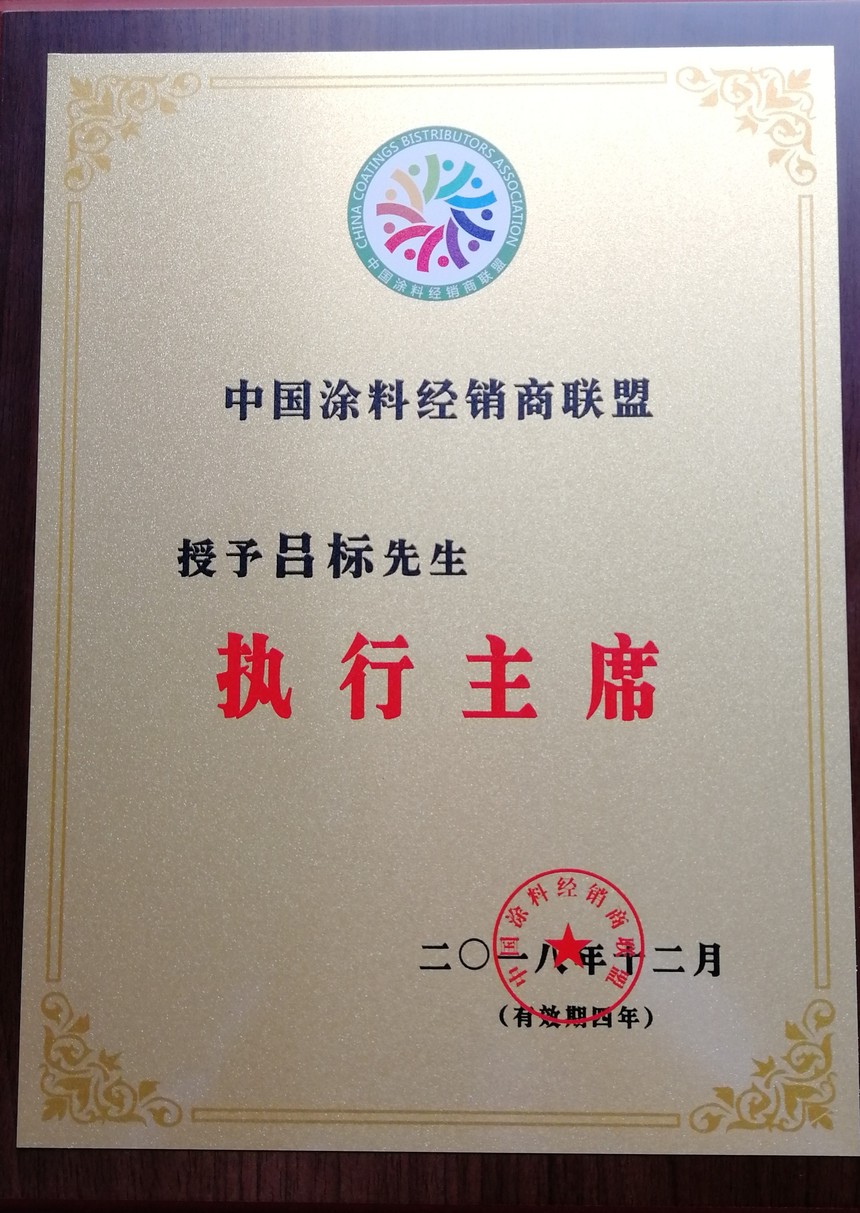 CHINA COATINGS BISTRIBUTORS ASSOCIATION
中国涂料经销商联盟
中国涂料经销商联盟
授予吕标先生
执行主席
中国涂料经销商联盟
二〇一八年十二月
(有效期四年)